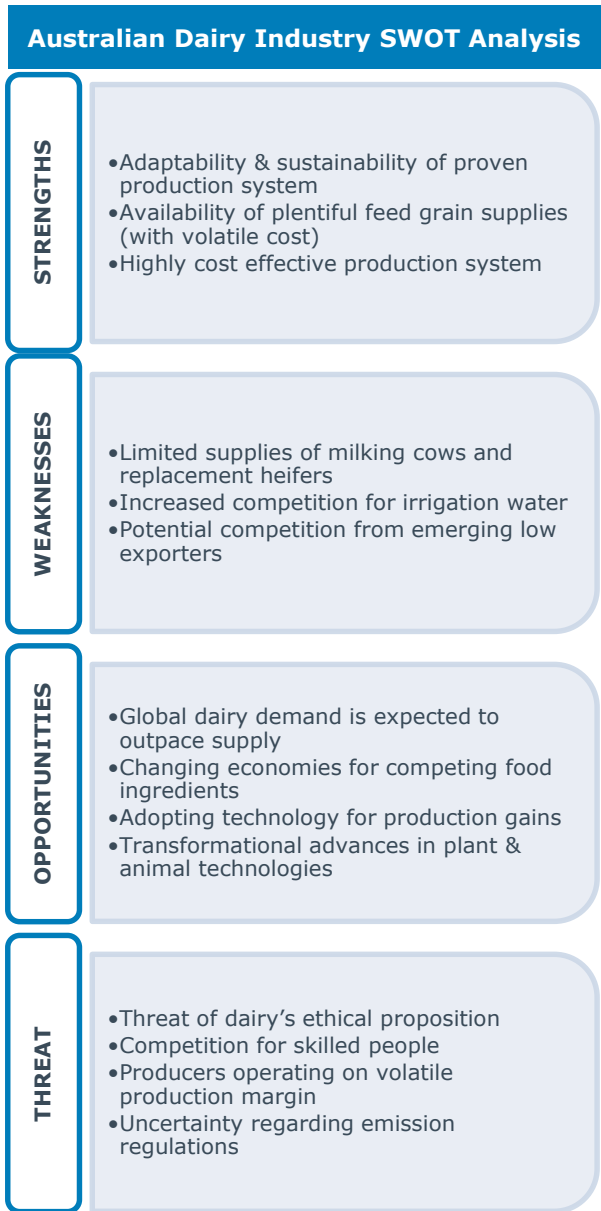 Australian Dairy Industry SWOT Analysis
STRENGTHS
•Adaptability & sustainability of proven
production system
•Availability of plentiful feed grain supplies
(with volatile cost)
•Highly cost effective production system
WEAKNESSES
•Limited supplies of milking cows and
replacement heifers
•Increased competition for irrigation water
•Potential competition from emerging low
exporters
OPPORTUNITIES
•Global dairy demand is expected to
outpace supply
•Changing economies for competing food
ingredients
•Adopting technology for production gains
•Transformational advances in plant &
animal technologies
THREAT
•Threat of dairy’s ethical proposition
•Competition for skilled people
•Producers operating on volatile
production margin
•Uncertainty regarding emission
regulations